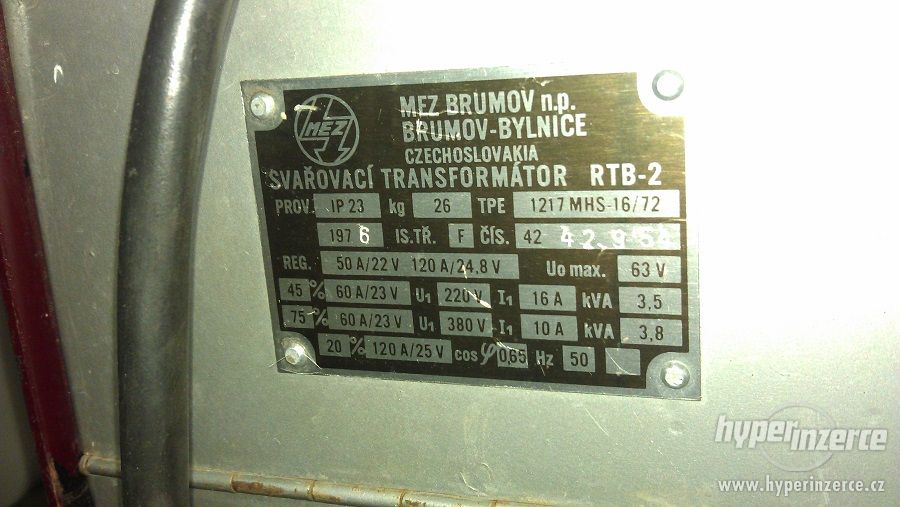 MEZ
MEZ BRUMOV n.p.
BRUMOV-BYLNICE
CZECHOSLOVAKIA
SVAŘOVACÍ TRANSFORMÁTOR RTB-2
PROV. IP 23 kg 26 TPE 1217 MHS-16/72
197 6 IS.TŘ. F ČÍS. 42
REG. 50 A/22 V 120 A/24,8 V Uo max. 63 V
45 % 60 A/23 V U1 220 V I1 16 A kVA 3,5
75 % 60 A/23 V U1 380 V I1 10 A kVA 3,8
20 % 120 A/25 V cos φ 0,65 Hz 50
hyperinzerce
www.hyperinzerce.cz